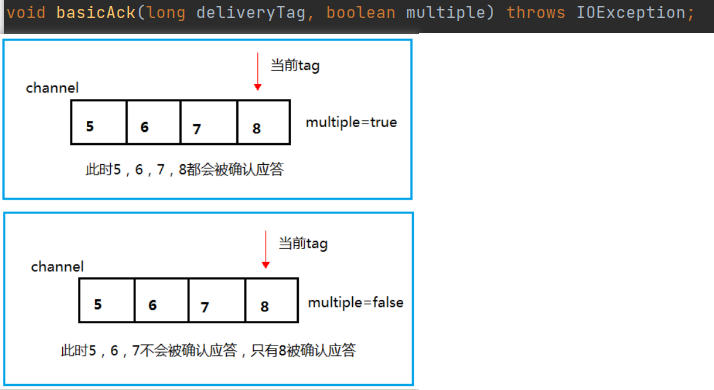 void basicAck(long deliveryTag, boolean multiple) throws IOException;
当前tag
channel
5 6 7 8
multiple=true
此时5，6，7，8都会被确认应答
当前tag
channel
5 6 7 8
multiple=false
此时5，6，7不会被确认应答，只有8被确认应答